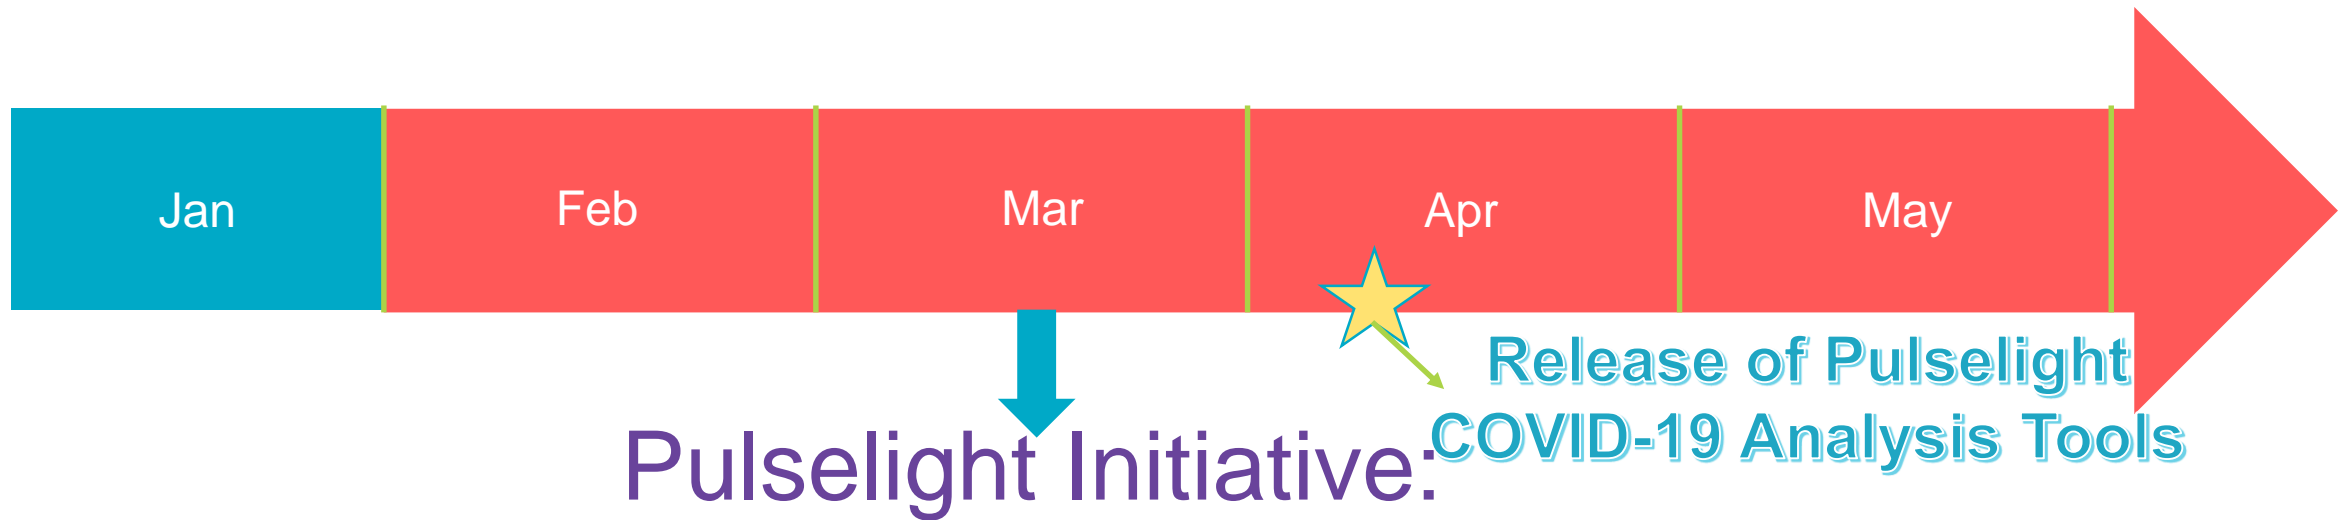 Jan
Feb
Mar
Apr
May
Release of Pulselight
COVID-19 Analysis Tools
Pulselight Initiative: